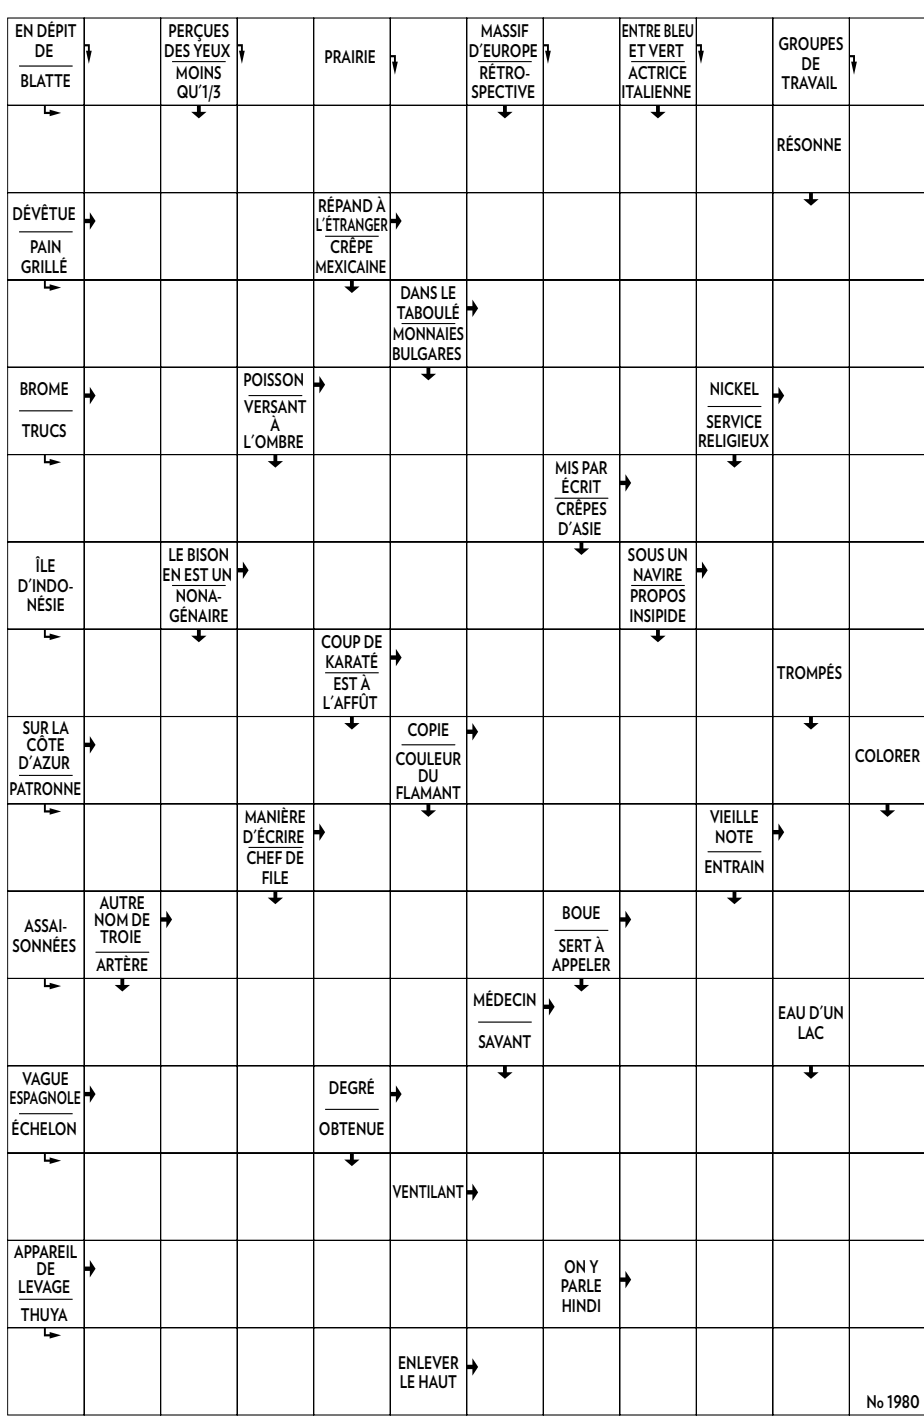 EN DÉPIT
DE
BLATTE
PERÇUES
DES YEUX
MOINS
QU'1/3
PRAIRIE
MASSIF
D'EUROPE
RÉTRO-
SPECTIVE
ENTRE BLEU
ET VERT
ACTRICE
ITALIENNE
GROUPES
DE
TRAVAIL
RÉSONNE
DÉVÊTUE
PAIN
GRILLÉ
RÉPAND À
L'ÉTRANGER
CRÊPE
MEXICAINE
DANS LE
TABOULÉ
MONNAIES
BULGARES
BROME
TRUCS
POISSON
VERSANT
À
L'OMBRE
NICKEL
SERVICE
RELIGIEUX
MIS PAR
ÉCRIT
CRÊPES
D'ASIE
ÎLE
D'INDO-
NÉSIE
LE BISON
EN EST UN
NONA-
GÉNAIRE
SOUS UN
NAVIRE
PROPOS
INSIPIDE
COUP DE
KARATÉ
EST À
L'AFFÛT
TROMPÉS
SUR LA
CÔTE
D'AZUR
PATRONNE
COPIE
COULEUR
DU
FLAMANT
COLORER
MANIÈRE
D'ÉCRIRE
CHEF DE
FILE
VIEILLE
NOTE
ENTRAIN
ASSAI-
SONNÉES
AUTRE
NOM DE
TROIE
ARTÈRE
BOUE
SERT À
APPELER
MÉDECIN
SAVANT
EAU D'UN
LAC
VAGUE
ESPAGNOLE
ÉCHELON
DEGRÉ
OBTENUE
VENTILANT
APPAREIL
DE
LEVAGE
THUYA
ON Y
PARLE
HINDI
ENLEVER
LE HAUT
No 1980